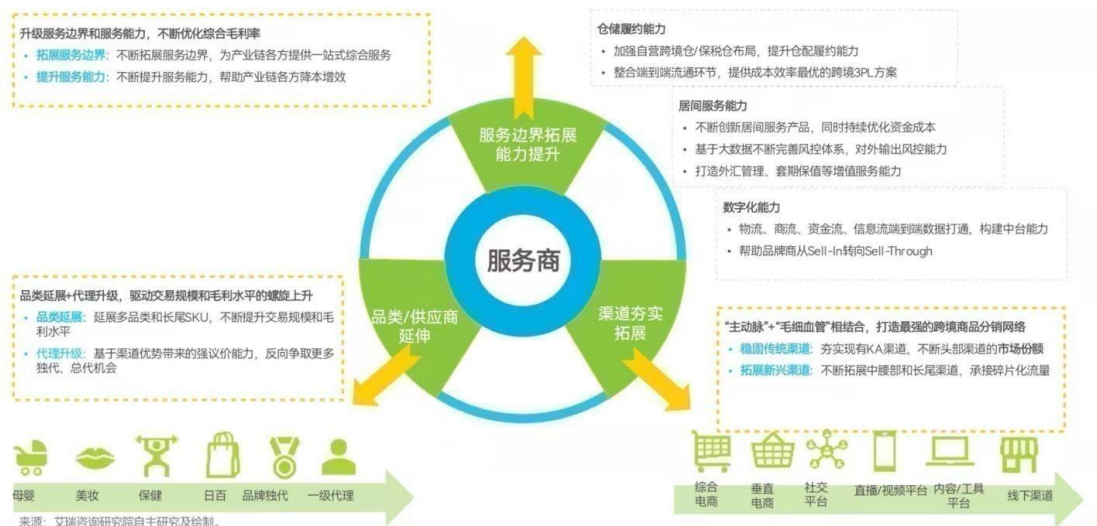 升级服务边界和服务能力，不断优化综合毛利率
• 拓展服务边界：不断拓展服务边界，为产业链各方提供一站式综合服务
• 提升服务能力：不断提升服务能力，帮助产业链各方降本增效
仓储履约能力
• 加强自营跨境仓/保税仓布局，提升仓配履约能力
• 整合端到端流通环节，提供成本效率最优的跨境3PL方案
居间服务能力
• 不断创新居间服务产品，同时持续优化资金成本
• 基于大数据不断完善风控体系，对外输出风控能力
• 打造外汇管理、套期保值等增值服务能力
数字化能力
• 物流、商流、资金流、信息流端到端数据打通，构建中台能力
• 帮助品牌商从Sell-In转向Sell-Through
服务边界拓展
能力提升
服务商
品类/供应商
延伸
渠道夯实
拓展
品类延展+代理升级，驱动交易规模和毛利水平的螺旋上升
• 品类延展：延展多品类和长尾SKU，不断提升交易规模和毛
利水平
• 代理升级：基于渠道优势带来的强议价能力，反向争取更多
独代、总代机会
“主动脉”+“毛细血管”相结合，打造最强的跨境商品分销网络
• 稳固传统渠道：夯实现有KA渠道，不断头部渠道的市场份额
• 拓展新兴渠道：不断拓展中腰部和长尾渠道，承接碎片化流量
母婴
美妆
保健
日百
品牌独代
一级代理
综合
电商
垂直
电商
社交
平台
直播/视频平台
内容/工具
平台
线下渠道
来源：艾瑞咨询研究院自主研究及绘制。